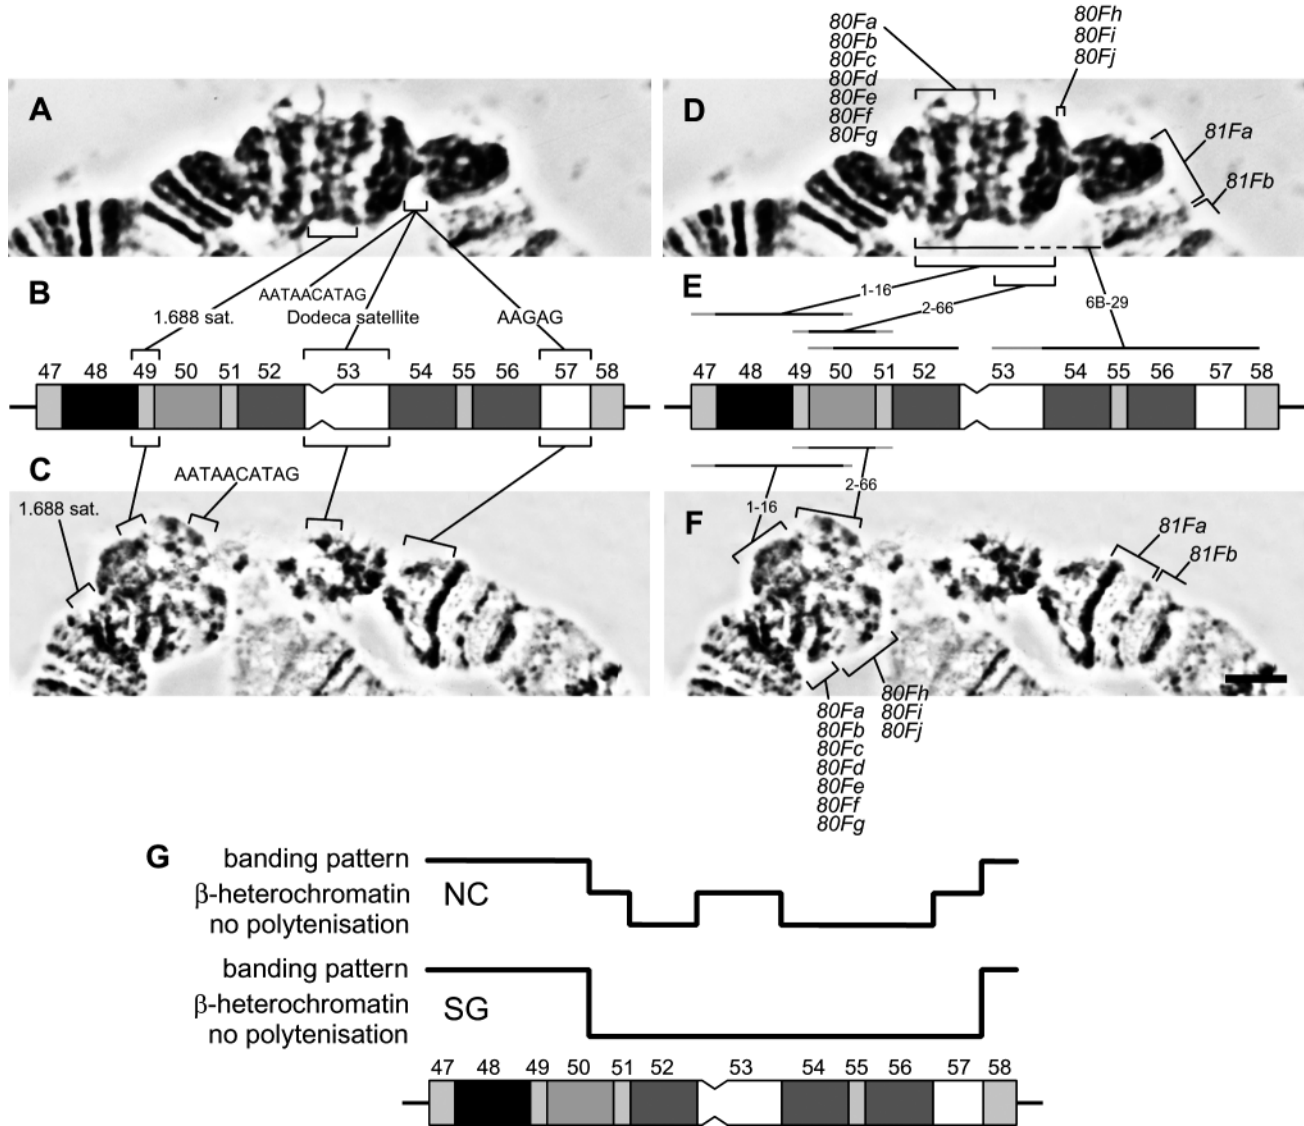 A
B
1.688 sat.
AATAACATAG
Dodeca satellite
AAGAG
47 48 49 50 51 52 53 54 55 56 57 58
C
1.688 sat.
AATAACATAG
80Fa
80Fb
80Fc
80Fd
80Fe
80Ff
80Fg
80Fh
80Fi
80Fj
D
81Fa
81Fb
E
1-16
2-66
6B-29
47 48 49 50 51 52 53 54 55 56 57 58
F
1-16
2-66
81Fa
81Fb
80Fa
80Fb
80Fc
80Fd
80Fe
80Ff
80Fg
80Fh
80Fi
80Fj
G
banding pattern
β-heterochromatin
no polytenisation
NC
banding pattern
β-heterochromatin
no polytenisation
SG
47 48 49 50 51 52 53 54 55 56 57 58